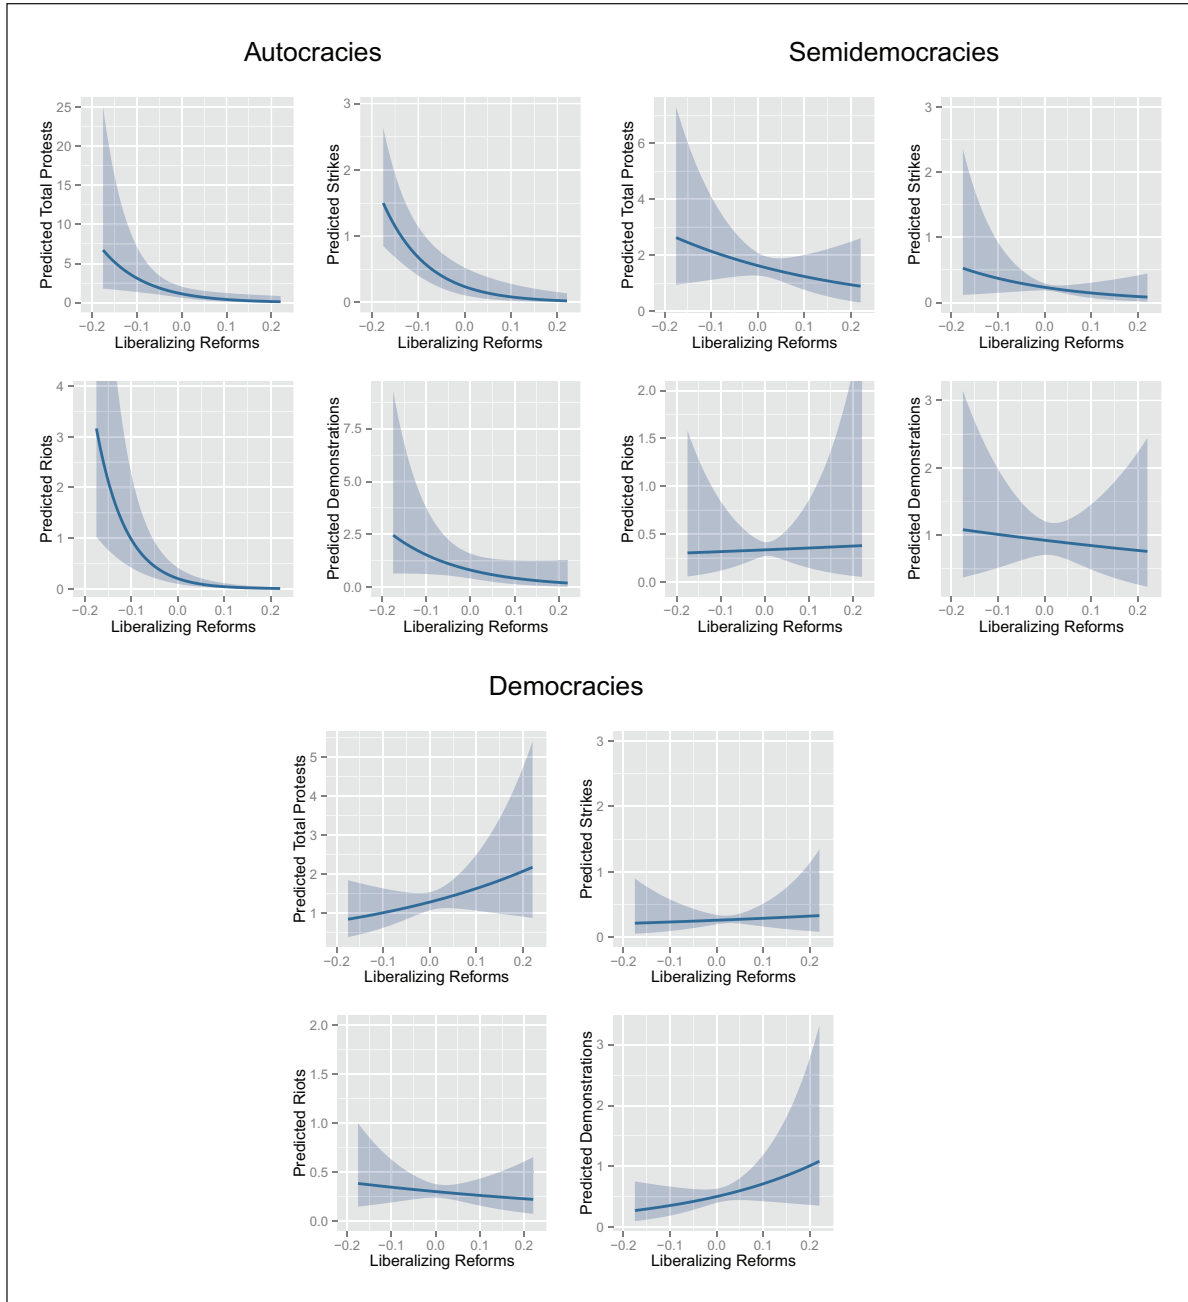 Autocracies
Semidemocracies
Predicted Total Protests
25
20
15
10
5
0
−0.2 −0.1 0.0 0.1 0.2
Liberalizing Reforms
Predicted Strikes
3
2
1
0
−0.2 −0.1 0.0 0.1 0.2
Liberalizing Reforms
Predicted Total Protests
6
4
2
0
−0.2 −0.1 0.0 0.1 0.2
Liberalizing Reforms
Predicted Strikes
3
2
1
0
−0.2 −0.1 0.0 0.1 0.2
Liberalizing Reforms
Predicted Riots
4
3
2
1
0
−0.2 −0.1 0.0 0.1 0.2
Liberalizing Reforms
Predicted Demonstrations
7.5
5.0
2.5
0.0
−0.2 −0.1 0.0 0.1 0.2
Liberalizing Reforms
Predicted Riots
2.0
1.5
1.0
0.5
0.0
−0.2 −0.1 0.0 0.1 0.2
Liberalizing Reforms
Predicted Demonstrations
3
2
1
−0.2 −0.1 0.0 0.1 0.2
Liberalizing Reforms
Democracies
Predicted Total Protests
5
4
3
2
1
−0.2 −0.1 0.0 0.1 0.2
Liberalizing Reforms
Predicted Strikes
3
2
1
0
−0.2 −0.1 0.0 0.1 0.2
Liberalizing Reforms
Predicted Riots
2.0
1.5
1.0
0.5
0.0
−0.2 −0.1 0.0 0.1 0.2
Liberalizing Reforms
Predicted Demonstrations
3
2
1
0
−0.2 −0.1 0.0 0.1 0.2
Liberalizing Reforms